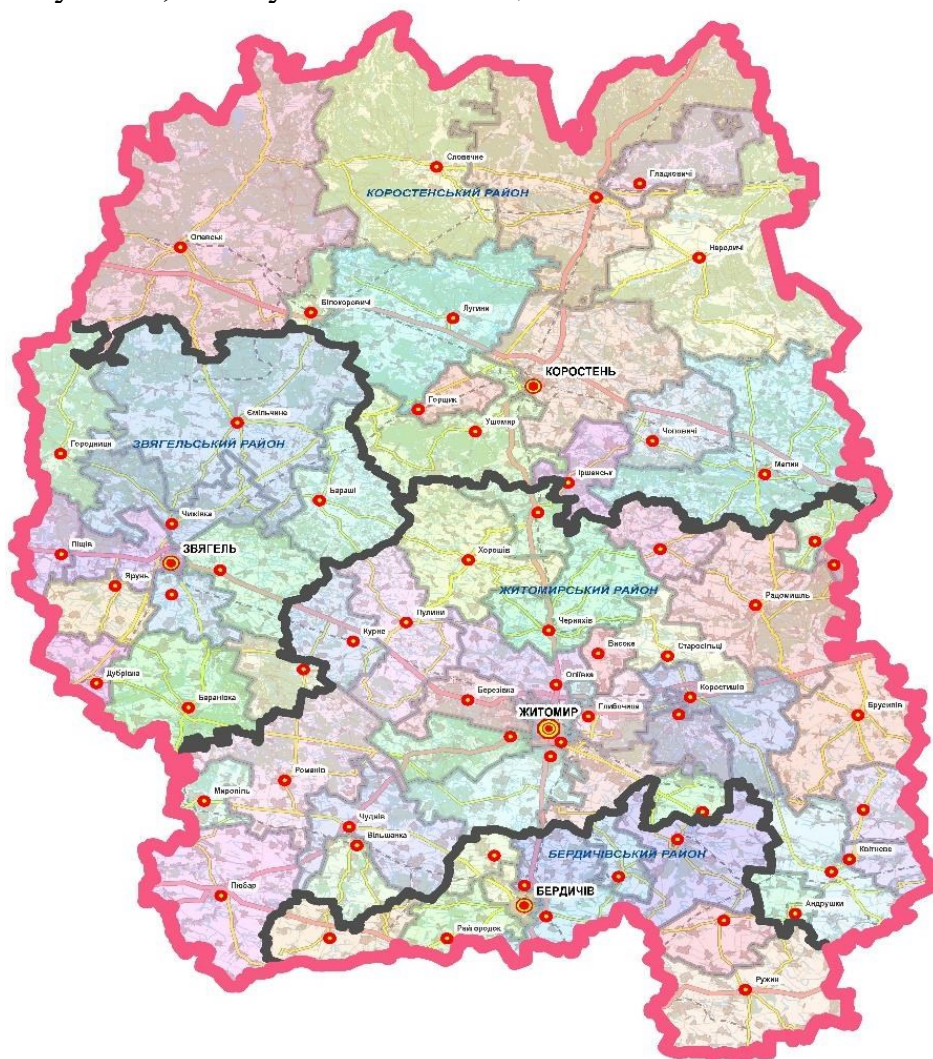 Словечне
Гладковичі
КОРОСТЕНСЬКИЙ РАЙОН
Олевськ
Народичі
Білокоровичі
Лугини
КОРОСТЕНЬ
Горщик
Ушомир
Ємільчине
Городниця
ЗВЯГЕЛЬСЬКИЙ РАЙОН
Чоповичі
Малин
Іршанськ
Бараші
Чижівка
ЗВЯГЕЛЬ
Піщів
Ярунь
Хорошів
ЖИТОМИРСЬКИЙ РАЙОН
Радомишль
Пулини
Курне
Черняхів
Високе
Старосільці
Дубрівка
Баранівка
Оліївка
Березівка
Коростишів
Глибочиця
ЖИТОМИР
Брусилів
Романів
Миропіль
Чуднів
Вільшанка
БЕРДИЧІВСЬКИЙ РАЙОН
Квітневе
Любар
БЕРДИЧІВ
Андрушки
Райгородок
Ружин